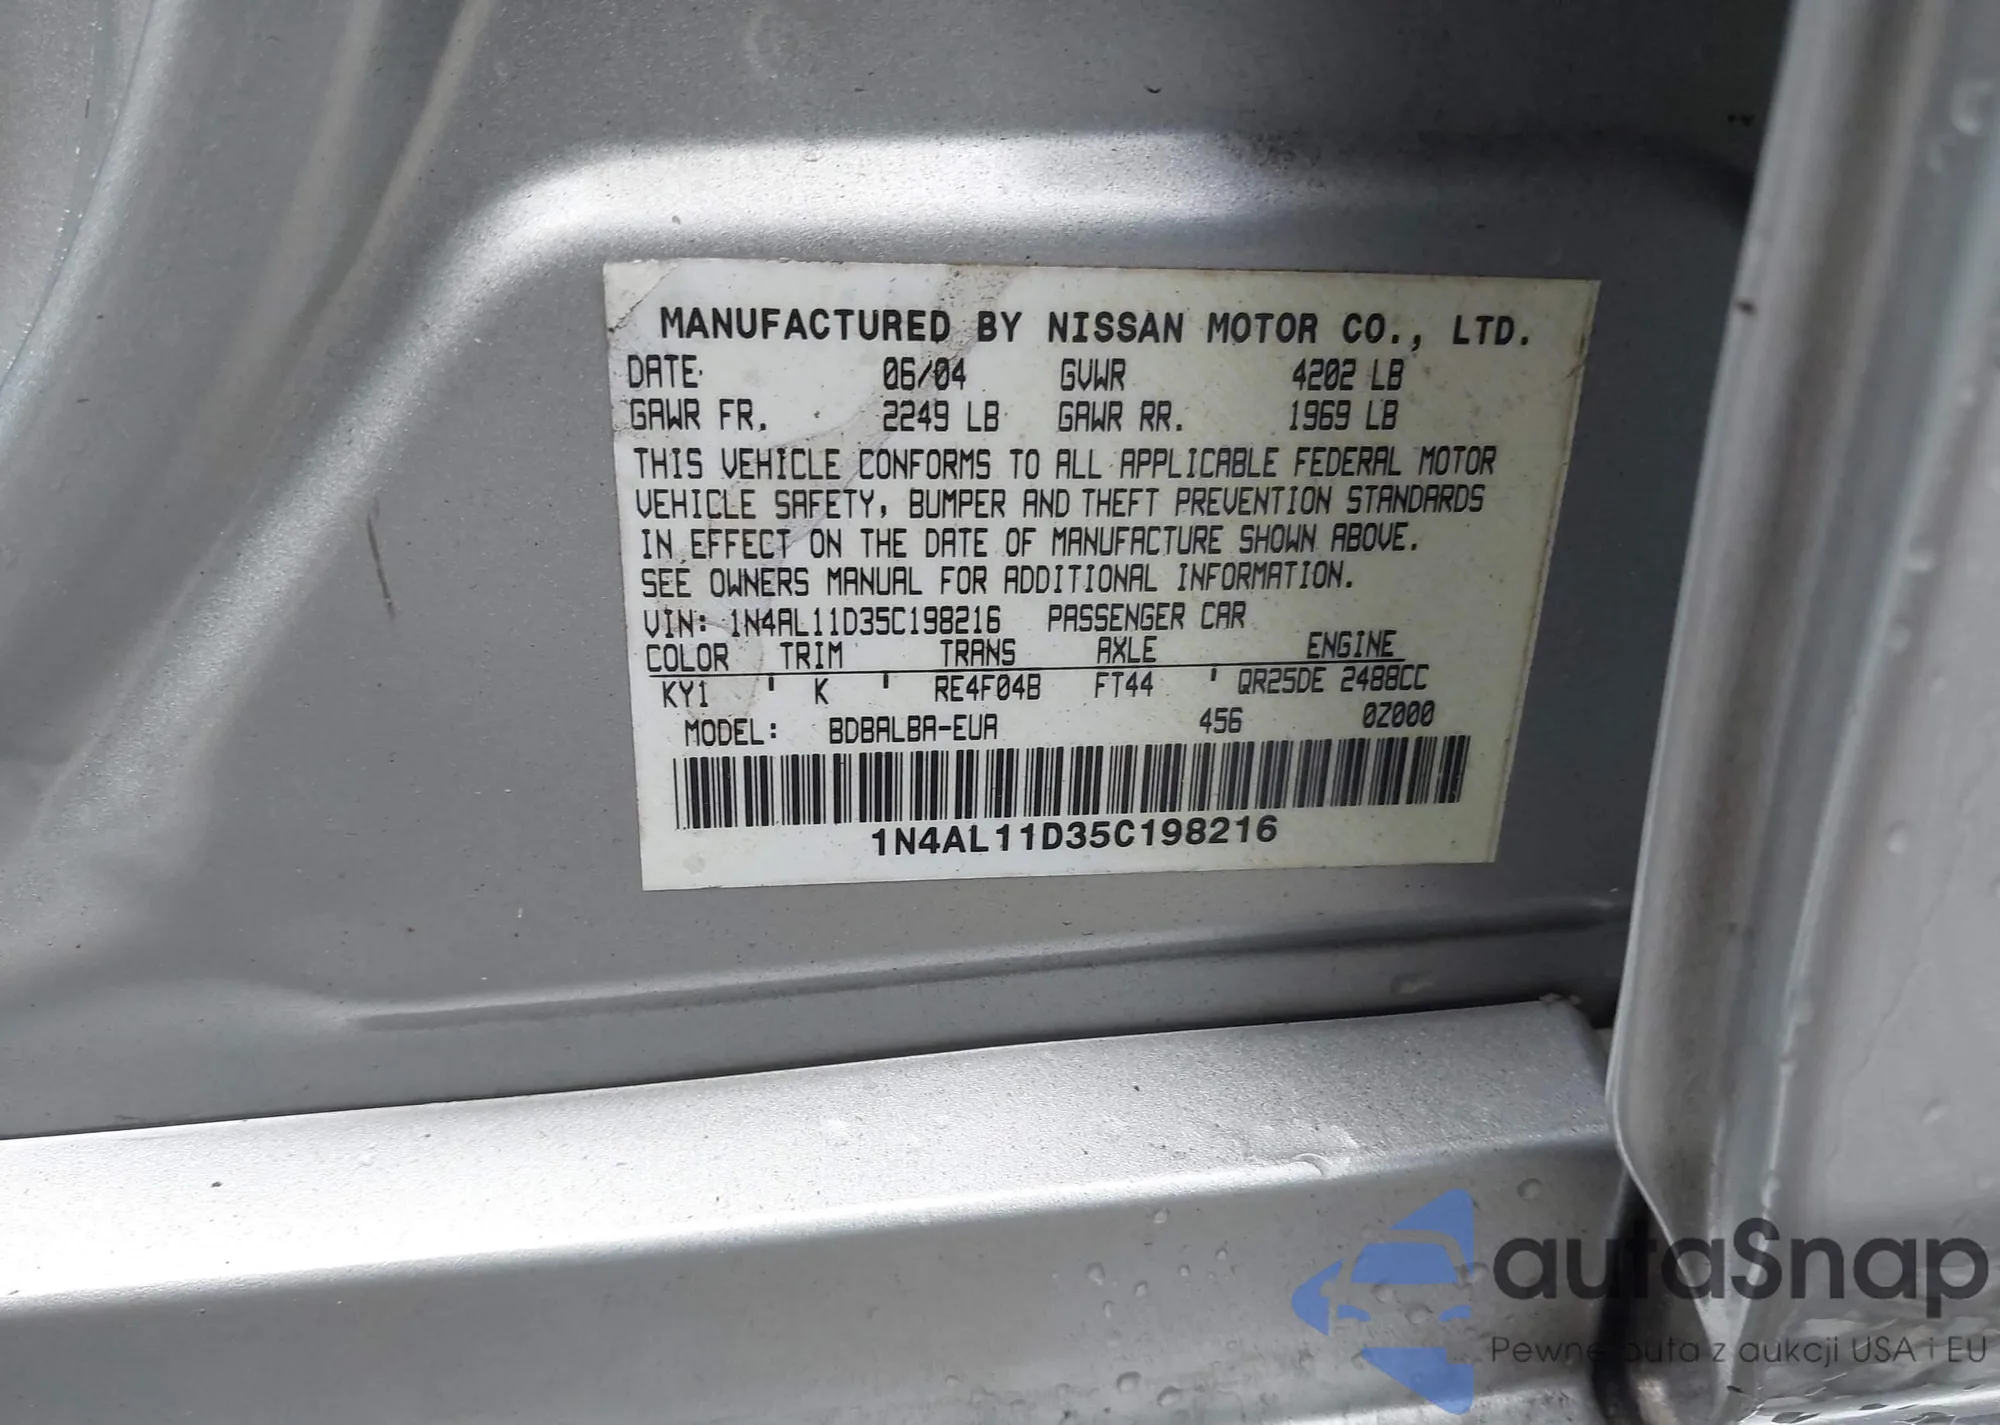 MANUFACTURED BY NISSAN MOTOR CO., LTD.
DATE 06/04 GVWR 4202 LB
GAWR FR. 2249 LB GAWR RR. 1969 LB
THIS VEHICLE CONFORMS TO ALL APPLICABLE FEDERAL MOTOR
VEHICLE SAFETY, BUMPER AND THEFT PREVENTION STANDARDS
IN EFFECT ON THE DATE OF MANUFACTURE SHOWN ABOVE.
SEE OWNERS MANUAL FOR ADDITIONAL INFORMATION.
VIN: 1N4AL11D35C198216 PASSENGER CAR
COLOR TRIM TRANS AXLE ENGINE
KY1 ' K ' RE4F04B FT44 ' QR25DE 2488CC
MODEL: BDBALBA-EUA 456 0Z000
1N4AL11D35C198216
autaSnap
Pewne auta z aukcji USA i EU